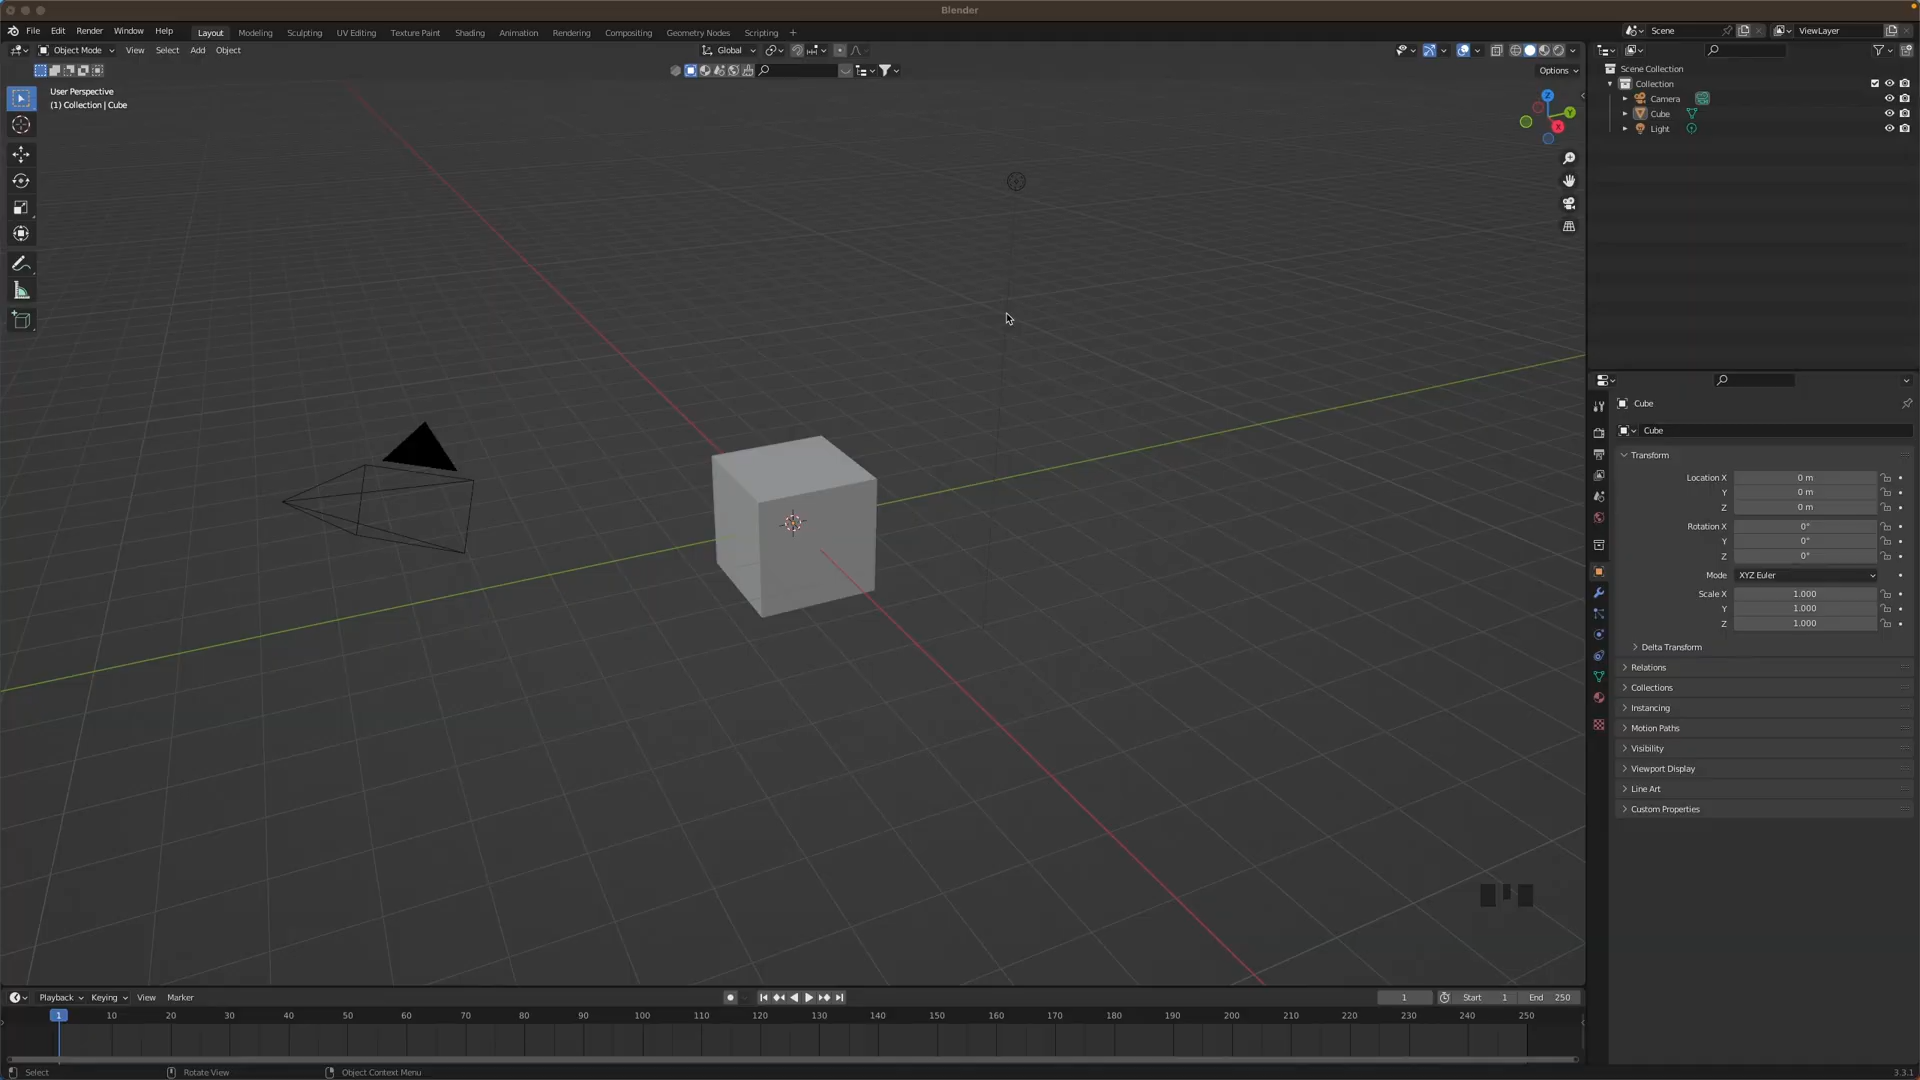 Blender
File Edit Render Window Help Layout Modeling Sculpting UV Editing Texture Paint Shading Animation Rendering Compositing Geometry Nodes Scripting + Scene ViewLayer
Object Mode View Select Add Object Global
Options
User Perspective
(1) Collection | Cube
Z
Y
X
Scene Collection
Collection
Camera
Cube
Light
Cube
Cube
Transform
Location X 0 m
Y 0 m
Z 0 m
Rotation X 0°
Y 0°
Z 0°
Mode XYZ Euler
Scale X 1.000
Y 1.000
Z 1.000
Delta Transform
Relations
Collections
Instancing
Motion Paths
Visibility
Viewport Display
Line Art
Custom Properties
Playback Keying View Marker 1 Start 1 End 250
1 10 20 30 40 50 60 70 80 90 100 110 120 130 140 150 160 170 180 190 200 210 220 230 240 250
Select Rotate View Object Context Menu 3.3.1